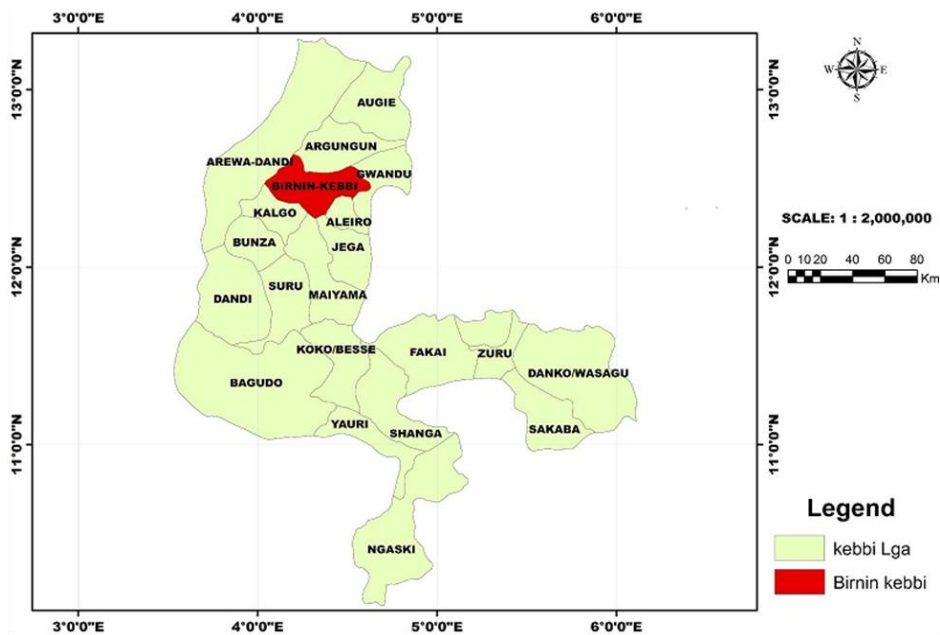 3°0'0"E 4°0'0"E 5°0'0"E 6°0'0"E
13°0'0"N
12°0'0"N
11°0'0"N
AUGIE
ARGUNGUN
AREWA-DANDI
GWANDU
BIRNIN-KEBBI
KALGO
ALEIRO
BUNZA
JEGA
SURU
MAIYAMA
DANDI
KOKO/BESSE
FAKAI
ZURU
DANKO/WASAGU
BAGUDO
YAURI
SHANGA
SAKABA
NGASKI
13°0'0"N
12°0'0"N
11°0'0"N
3°0'0"E 4°0'0"E 5°0'0"E 6°0'0"E
N
W E
S
SCALE: 1 : 2,000,000
0 10 20 40 60 80
Km
Legend
kebbi Lga
Birnin kebbi